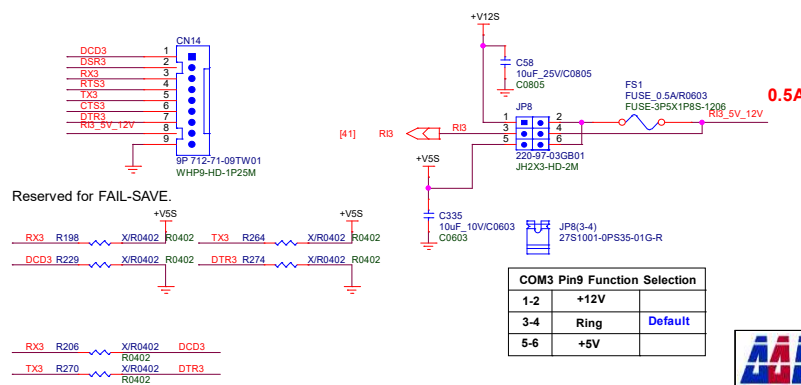 CN14
DCD3 1
DSR3 2
RX3 3
RTS3 4
TX3 5
CTS3 6
DTR3 7
RI3_5V_12V 8
9
9P 712-71-09TW01
WHP9-HD-1P25M
+V12S
C58
10uF_25V/C0805
C0805
JP8
1 2
3 4
5 6
220-97-03GB01
JH2X3-HD-2M
[41] RI3 RI3
FS1
FUSE_0.5A/R0603
FUSE-3P5X1P8S-1206
0.5A
RI3_5V_12V
+V5S
C335
10uF_10V/C0603
C0603
JP8(3-4)
27S1001-0PS35-01G-R
Reserved for FAIL-SAVE.
+V5S +V5S
RX3 R198 X/R0402 R0402 TX3 R264 X/R0402 R0402
DCD3 R229 X/R0402 R0402 DTR3 R274 X/R0402 R0402
COM3 Pin9 Function Selection
1-2 +12V
3-4 Ring Default
5-6 +5V
RX3 R206 X/R0402 DCD3
R0402
TX3 R270 X/R0402 DTR3
R0402